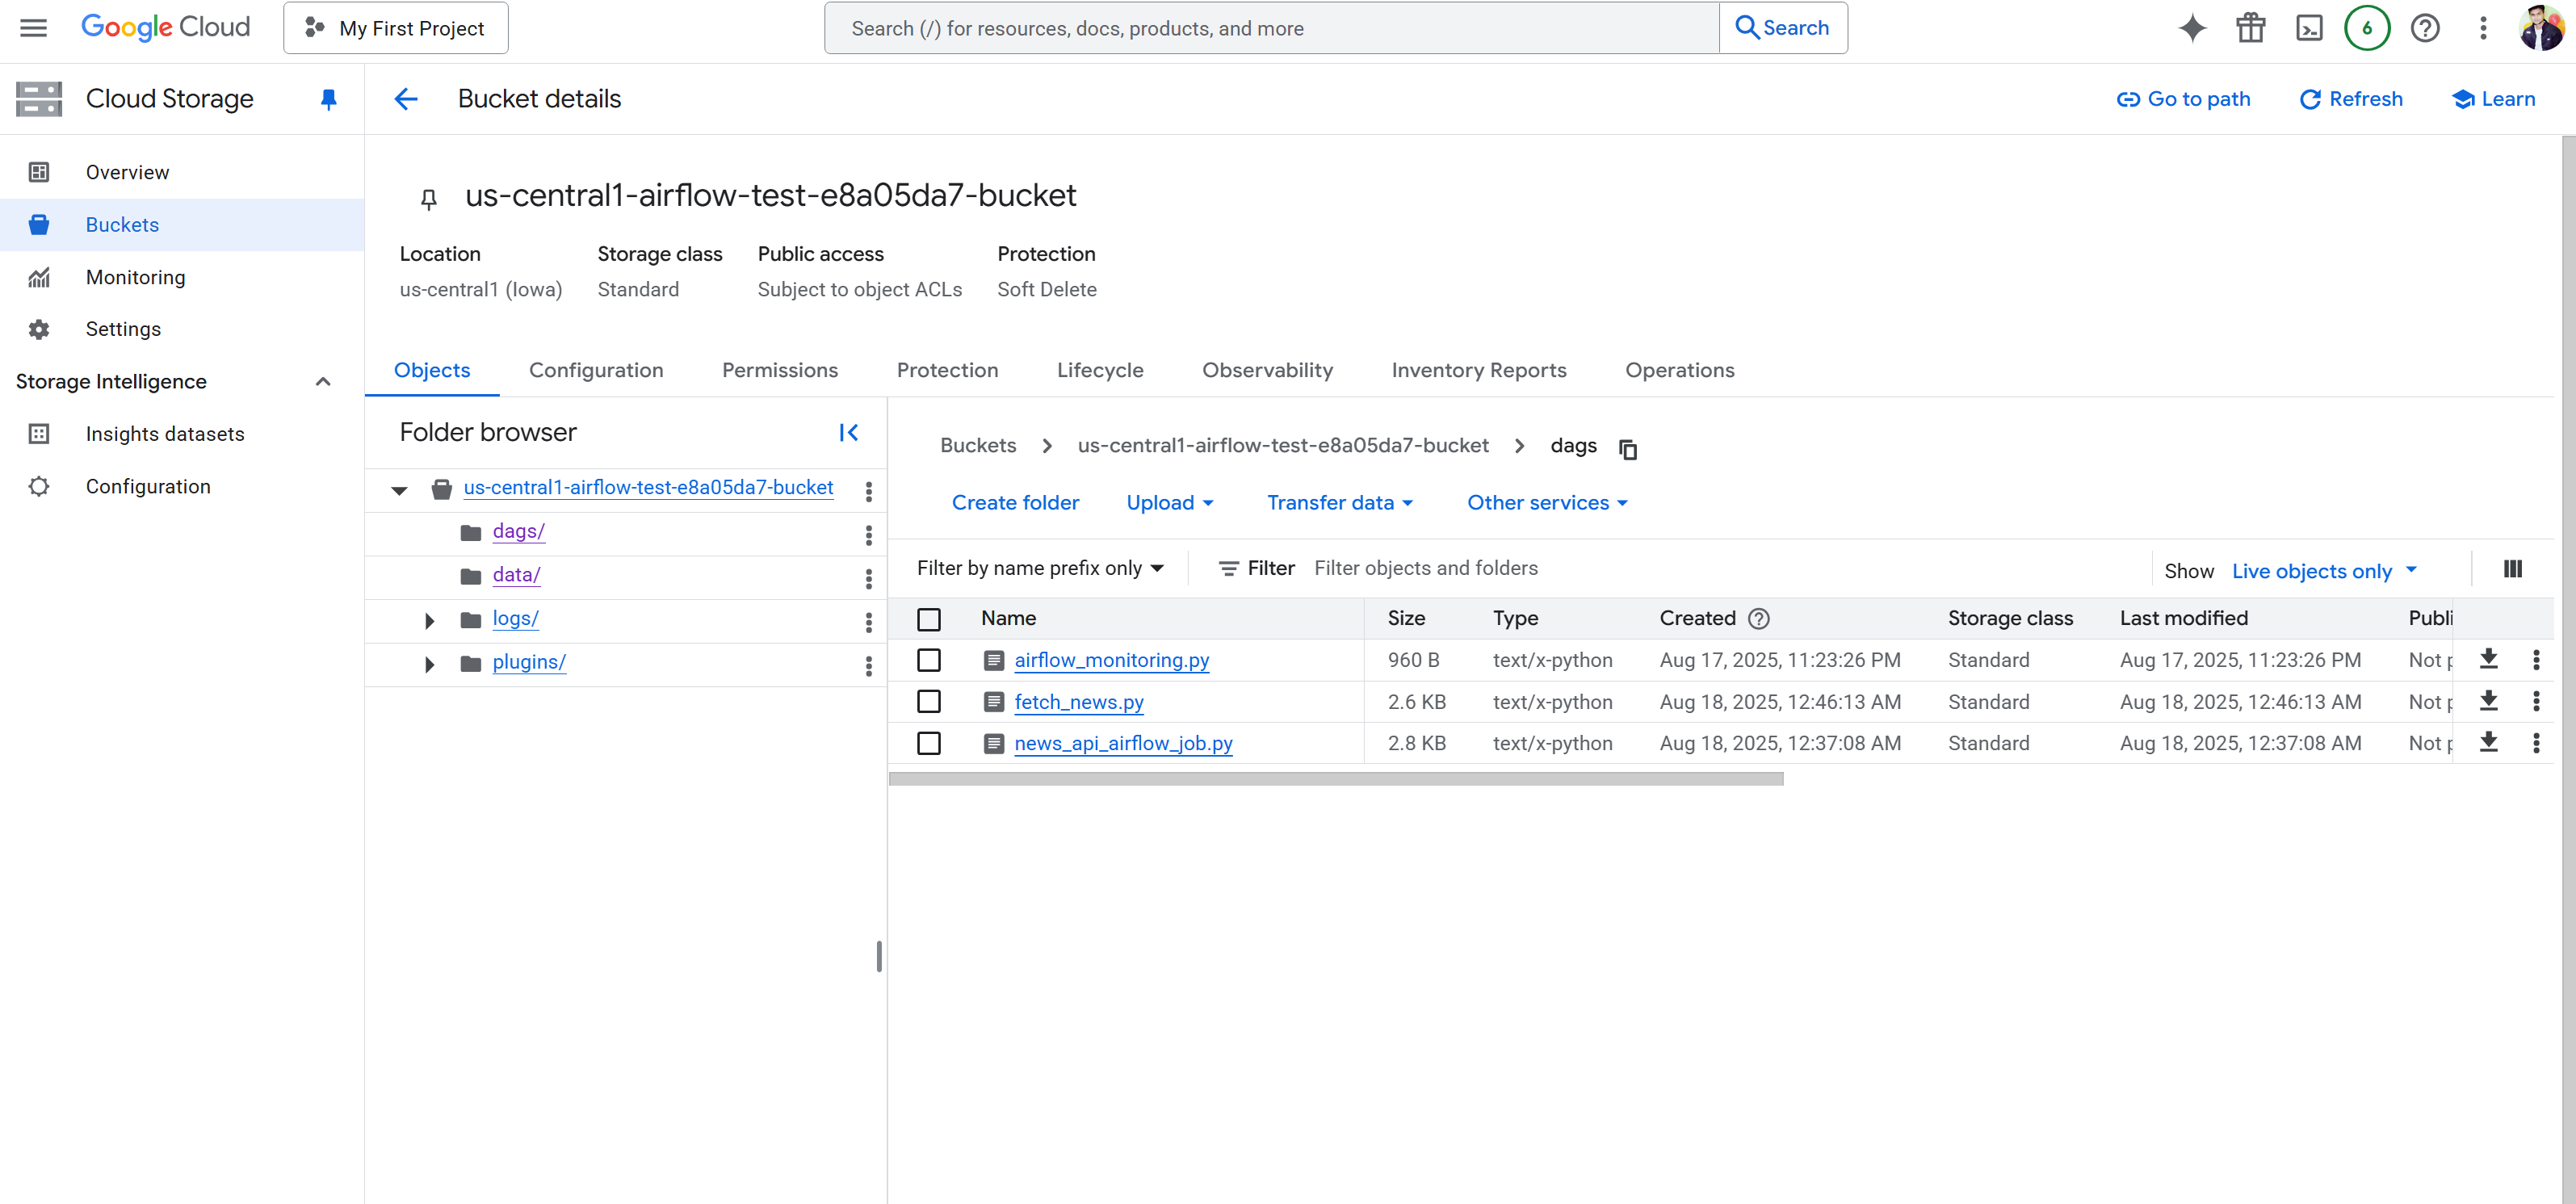 Google Cloud
My First Project
Search (/) for resources, docs, products, and more
Search
6
Cloud Storage
Bucket details
Go to path
Refresh
Learn
Overview
Buckets
Monitoring
Settings
Storage Intelligence
Insights datasets
Configuration
us-central1-airflow-test-e8a05da7-bucket
Location Storage class Public access Protection
us-central1 (Iowa) Standard Subject to object ACLs Soft Delete
Objects Configuration Permissions Protection Lifecycle Observability Inventory Reports Operations
Folder browser
us-central1-airflow-test-e8a05da7-bucket
dags/
data/
logs/
plugins/
Buckets > us-central1-airflow-test-e8a05da7-bucket > dags
Create folder Upload Transfer data Other services
Filter by name prefix only Filter Filter objects and folders Show Live objects only
Name Size Type Created Storage class Last modified Publi
airflow_monitoring.py 960 B text/x-python Aug 17, 2025, 11:23:26 PM Standard Aug 17, 2025, 11:23:26 PM Not p
fetch_news.py 2.6 KB text/x-python Aug 18, 2025, 12:46:13 AM Standard Aug 18, 2025, 12:46:13 AM Not p
news_api_airflow_job.py 2.8 KB text/x-python Aug 18, 2025, 12:37:08 AM Standard Aug 18, 2025, 12:37:08 AM Not p